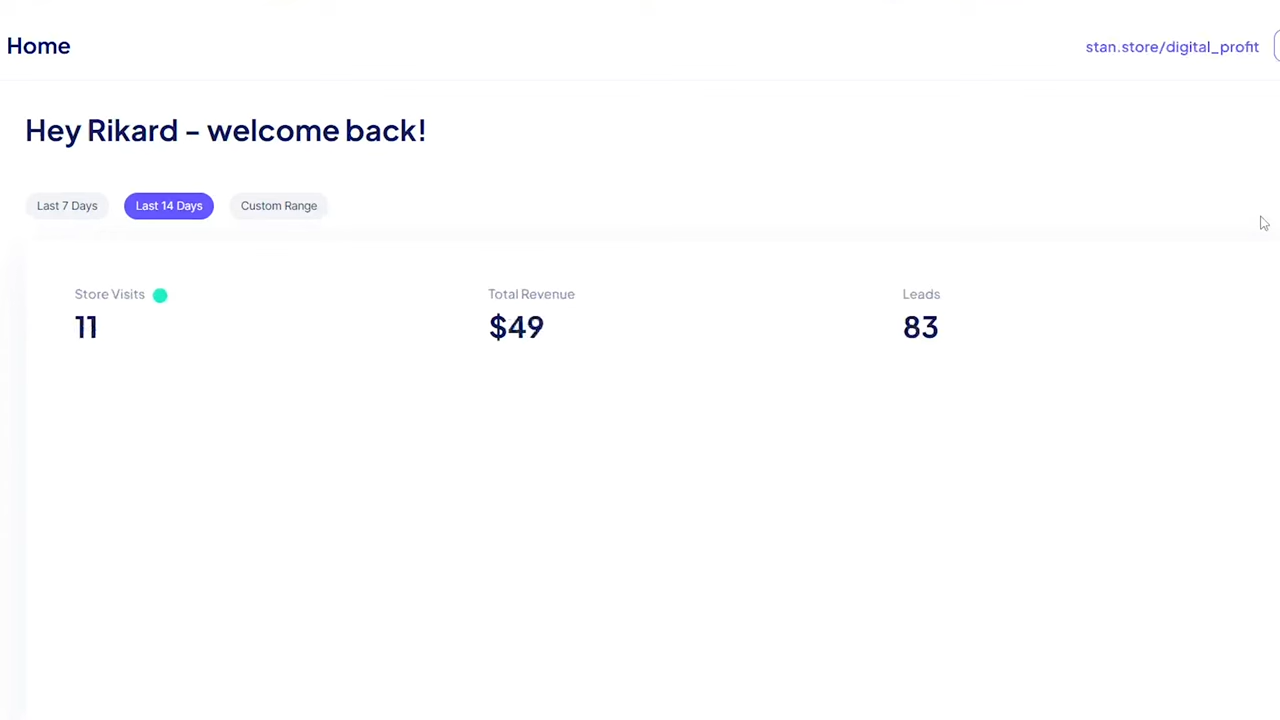 Home
stan.store/digital_profit
Hey Rikard - welcome back!
Last 7 Days
Last 14 Days
Custom Range
Store Visits
Total Revenue
Leads
11
$49
83